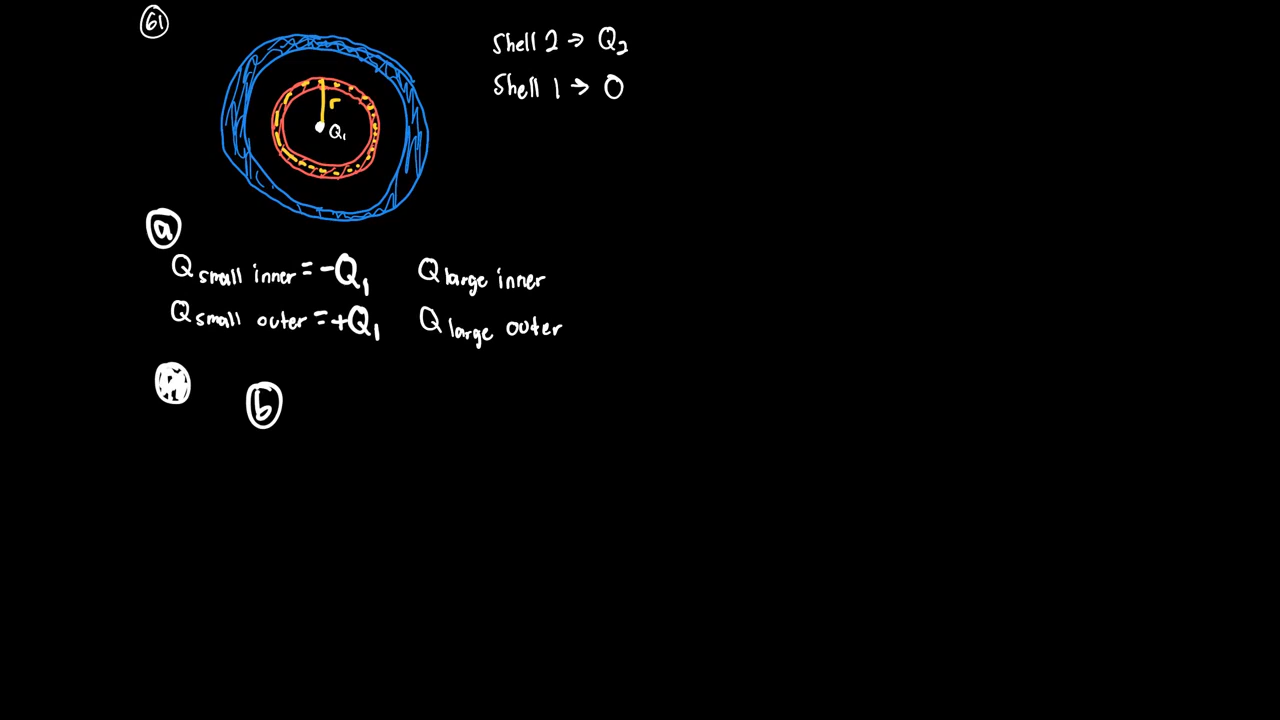 61
Shell 2 → Q₂
Shell 1 → 0
r
Q₁
a
Q small inner = -Q₁
Q large inner
Q small outer = +Q₁
Q large outer
b